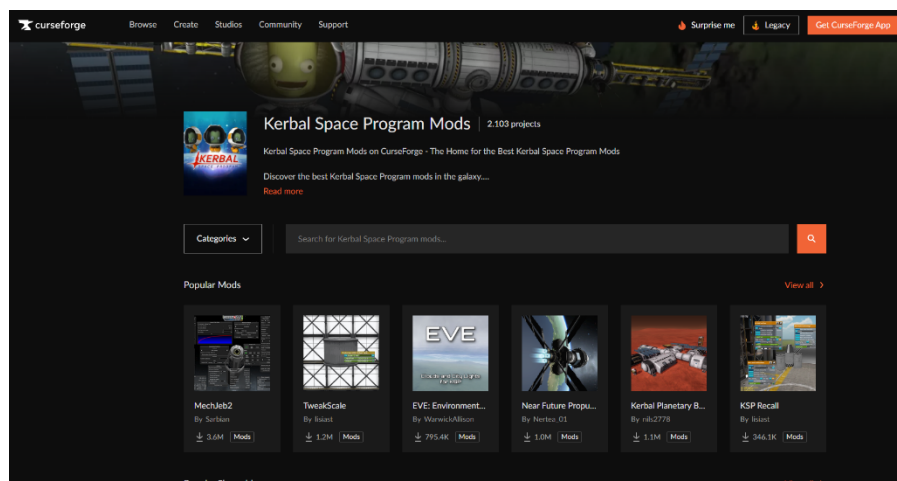 curseforge
Browse Create Studios Community Support
Surprise me Legacy Get CurseForge App
KERBAL
Kerbal Space Program Mods 2.103 projects
Kerbal Space Program Mods on CurseForge - The Home for the Best Kerbal Space Program Mods
Discover the best Kerbal Space Program mods in the galaxy....
Read more
Categories
Search for Kerbal Space Program mods...
Popular Mods View all
EVE
MechJeb2
By Sarbian
3.6M Mods
TweakScale
By lisiast
1.2M Mods
EVE: Environment...
By WarwickAllison
795.4K Mods
Near Future Propu...
By Nertea_01
1.0M Mods
Kerbal Planetary B...
By nils2778
1.1M Mods
KSP Recall
By lisiast
346.1K Mods